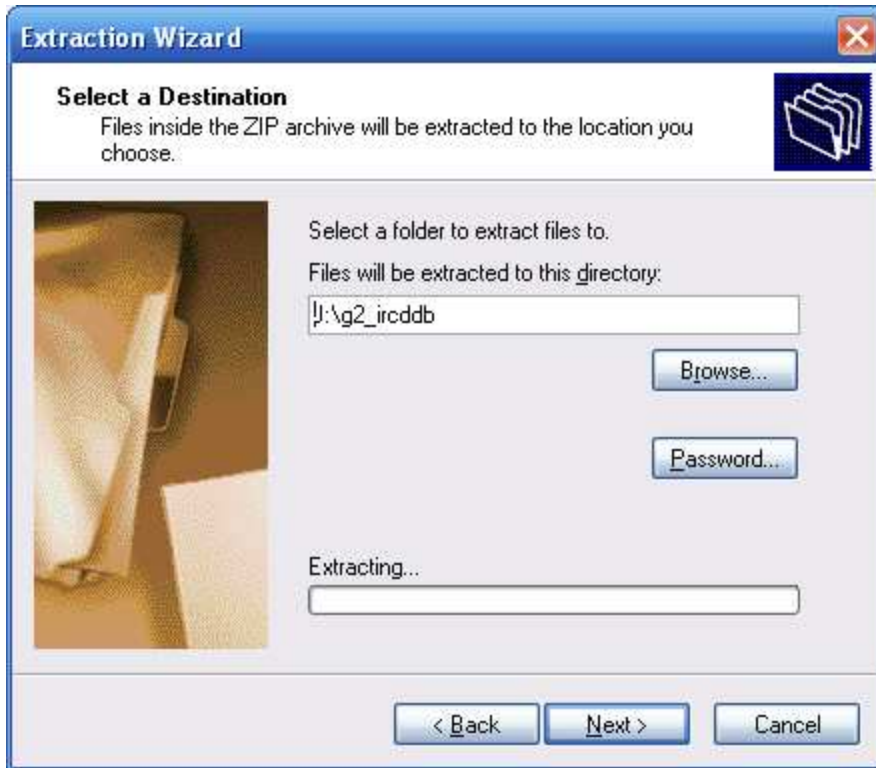 Extraction Wizard
Select a Destination
Files inside the ZIP archive will be extracted to the location you
choose.
Select a folder to extract files to.
Files will be extracted to this directory:
J:\g2_ircddb
Browse...
Password...
Extracting...
< Back
Next >
Cancel